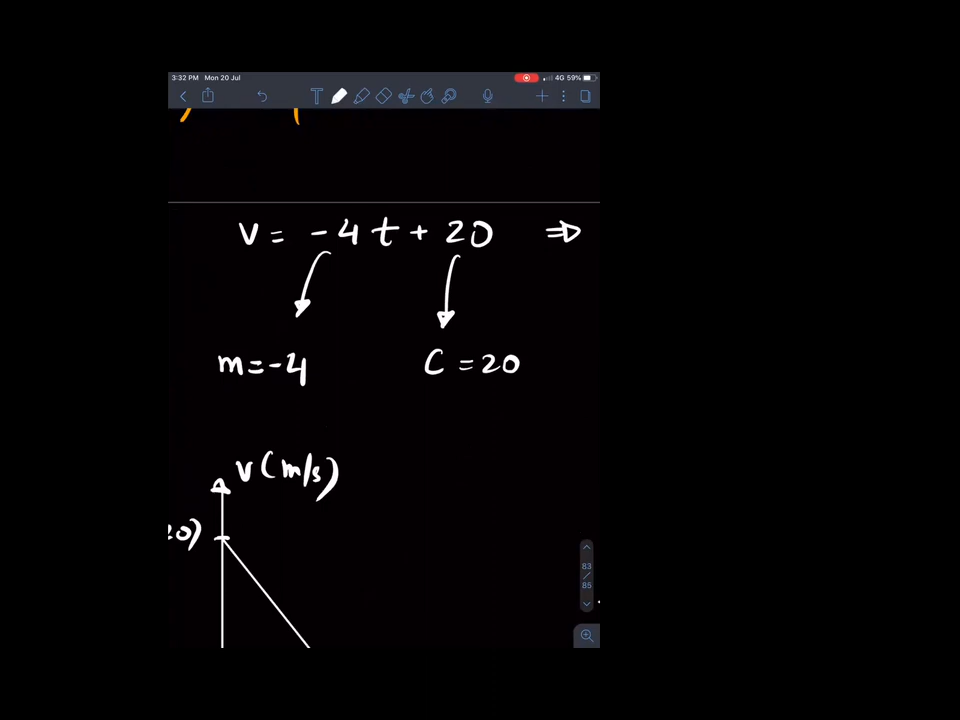 3:32 PM Mon 20 Jul 4G 59%
T
v = -4t + 20 ⇒
m = -4 C = 20
v (m/s)
20)
83
/
85